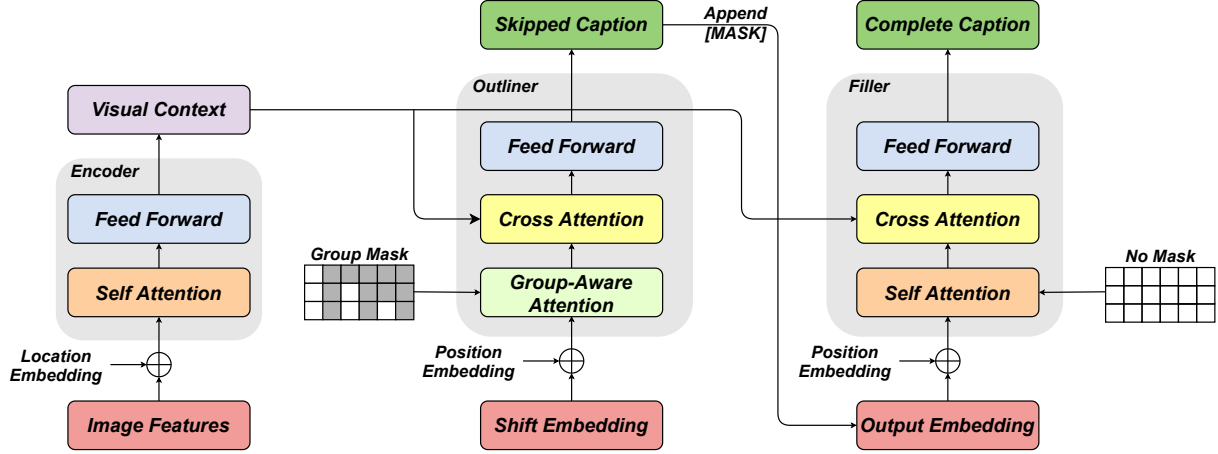 Skipped Caption
Append
[MASK]
Complete Caption
Outliner
Filler
Visual Context
Feed Forward
Feed Forward
Encoder
Feed Forward
Cross Attention
Cross Attention
Group Mask
No Mask
Self Attention
Group-Aware
Attention
Self Attention
Location
Embedding
Position
Embedding
Position
Embedding
Image Features
Shift Embedding
Output Embedding